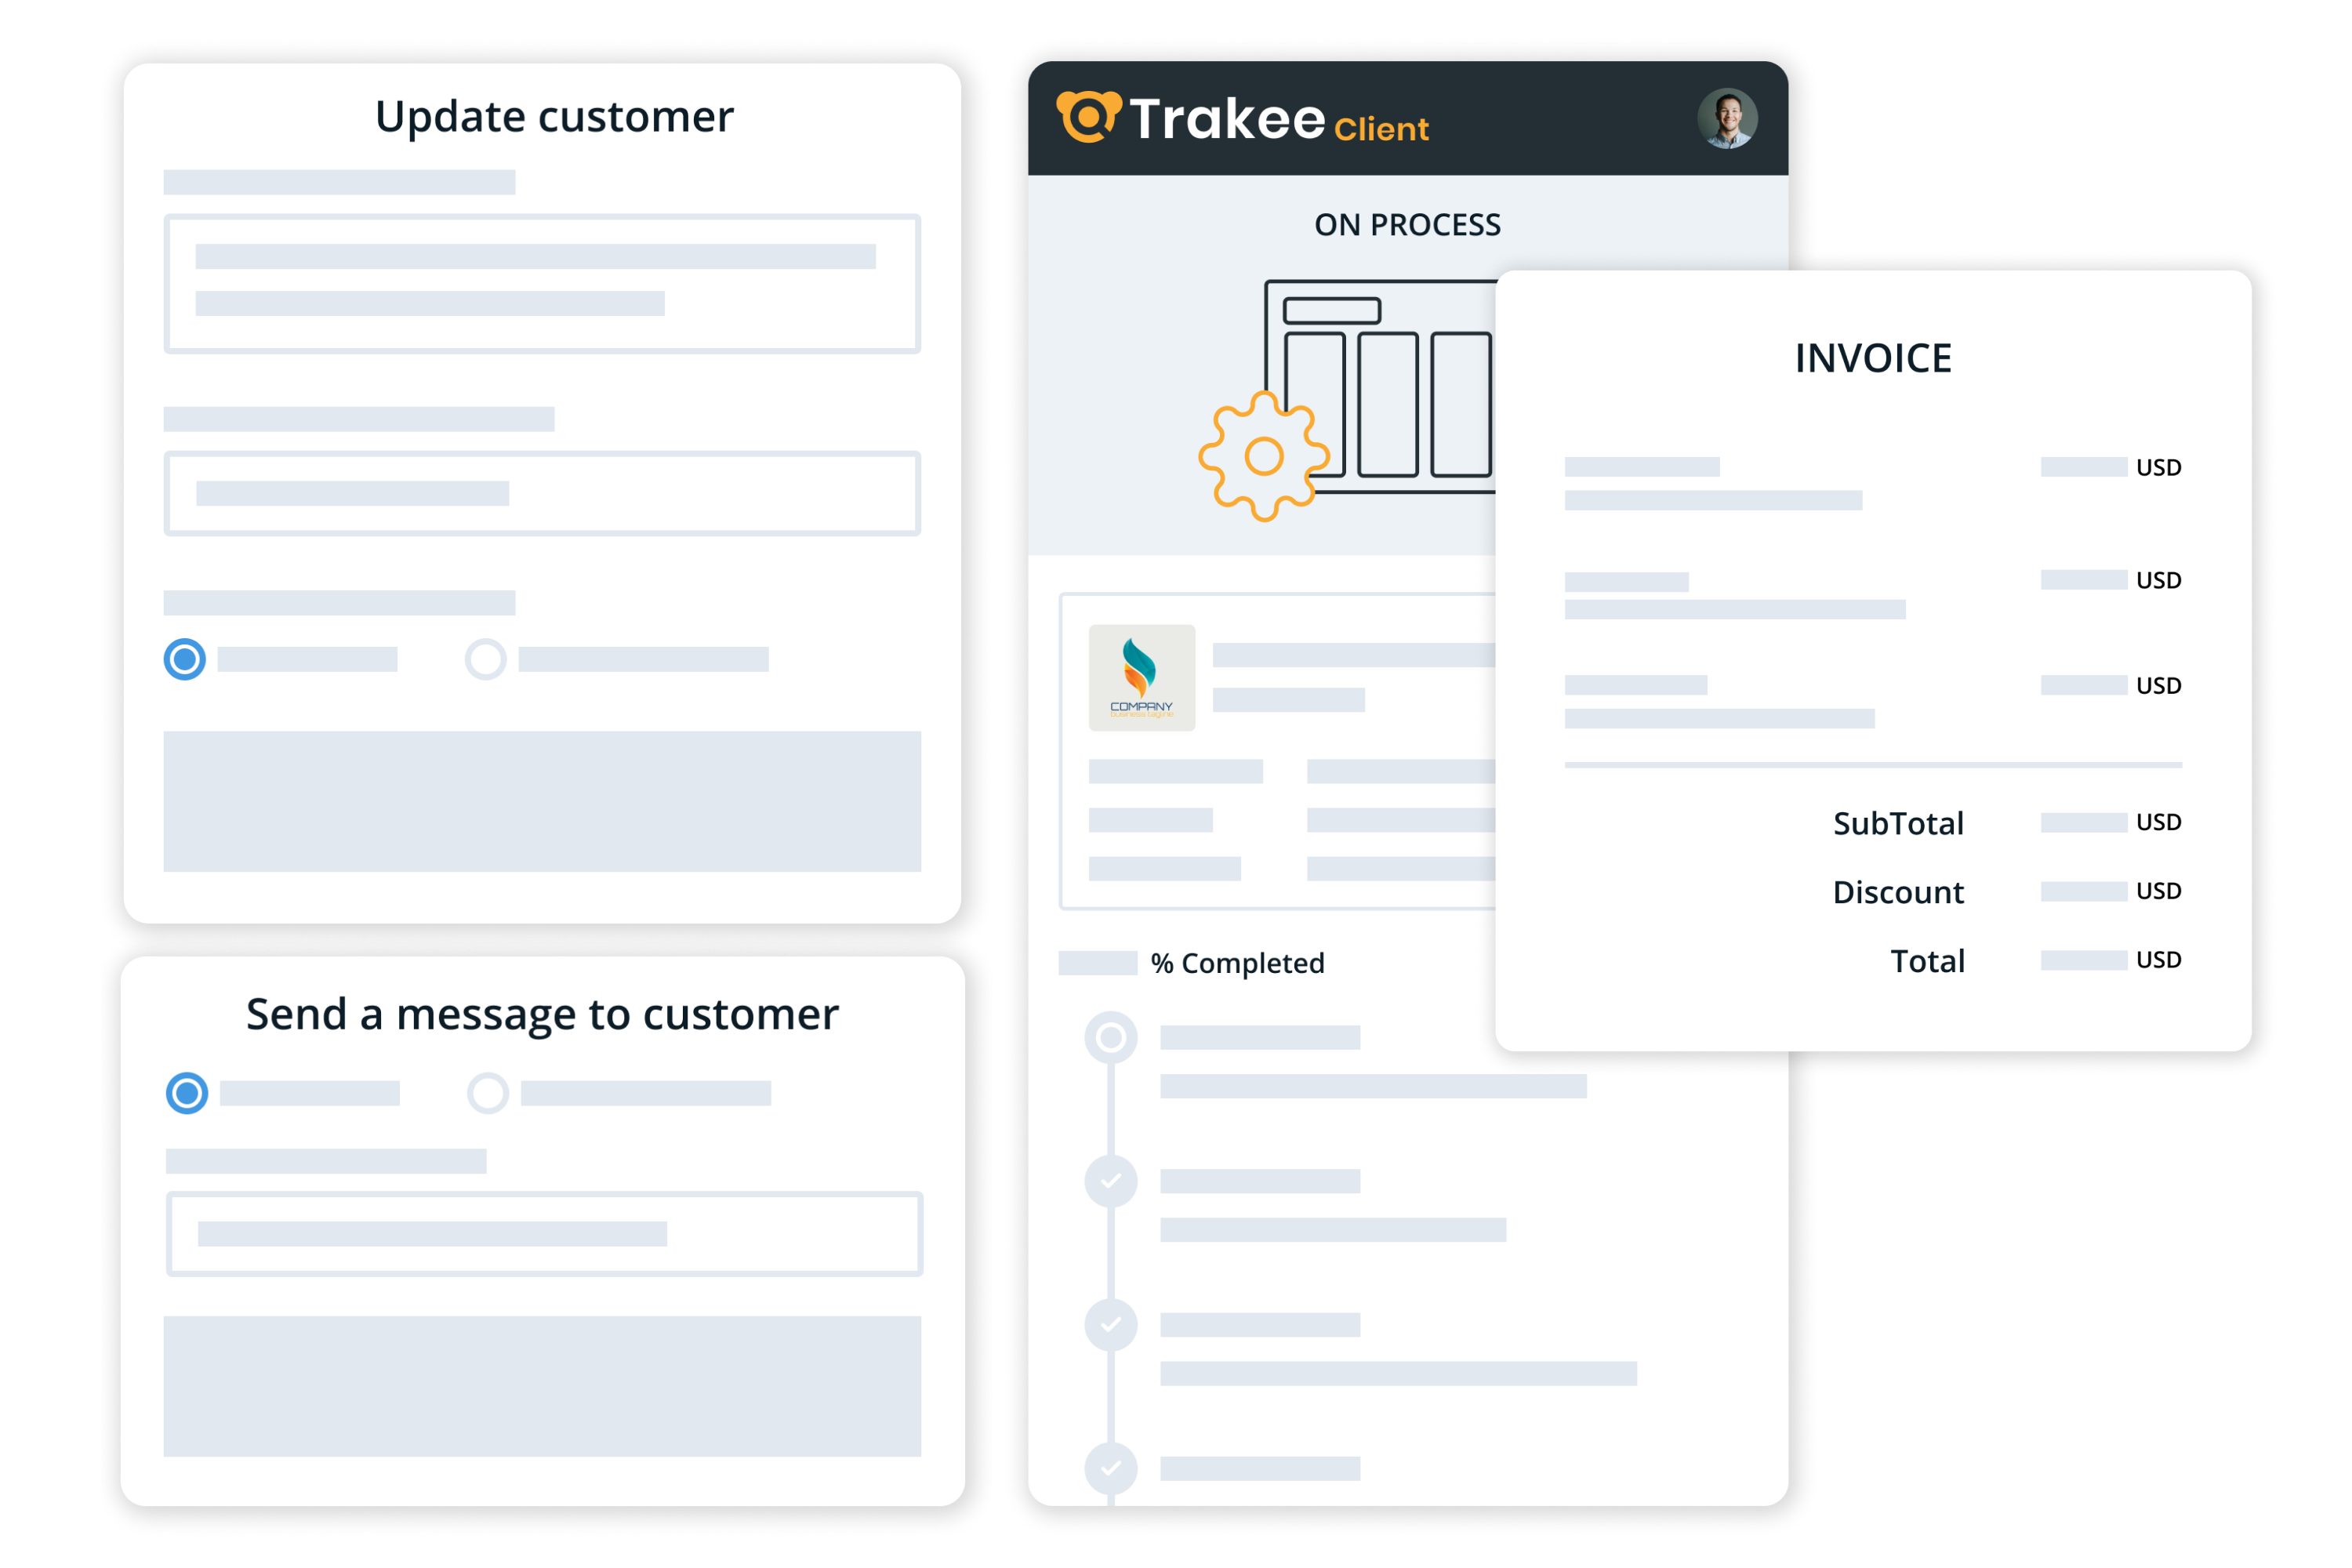 Update customer
Send a message to customer
Trakee Client
ON PROCESS
COMPANY
% Completed
INVOICE
USD
USD
USD
SubTotal USD
Discount USD
Total USD